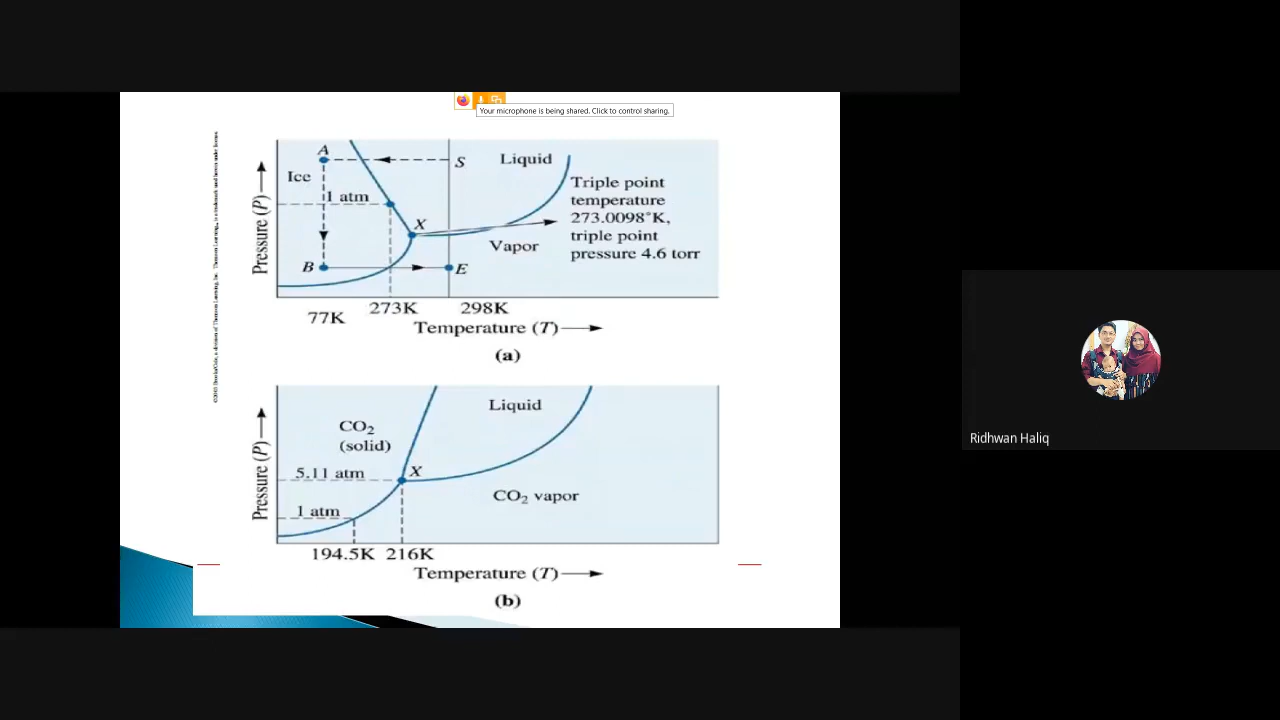 Your microphone is being shared. Click to control sharing.
A
S
Liquid
Ice
Triple point
temperature
273.0098°K,
triple point
pressure 4.6 torr
1 atm
X
Vapor
B
E
Pressure (P)
77K
273K
298K
Temperature (T)
(a)
Liquid
CO₂
(solid)
5.11 atm
X
CO₂ vapor
1 atm
Pressure (P)
194.5K 216K
Temperature (T)
(b)
Ridhwan Haliq